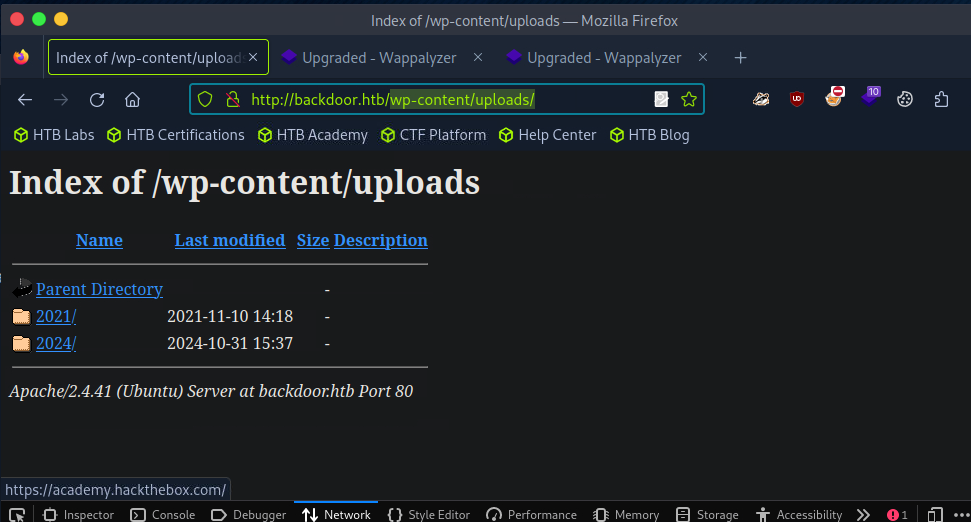 Index of /wp-content/uploads — Mozilla Firefox
Index of /wp-content/upload
Upgraded - Wappalyzer
Upgraded - Wappalyzer
http://backdoor.htb/wp-content/uploads/
10
HTB Labs HTB Certifications HTB Academy CTF Platform Help Center HTB Blog
Index of /wp-content/uploads
Name Last modified Size Description
Parent Directory -
2021/ 2021-11-10 14:18 -
2024/ 2024-10-31 15:37 -
Apache/2.4.41 (Ubuntu) Server at backdoor.htb Port 80
https://academy.hackthebox.com/
Inspector Console Debugger Network Style Editor Performance Memory Storage Accessibility 1